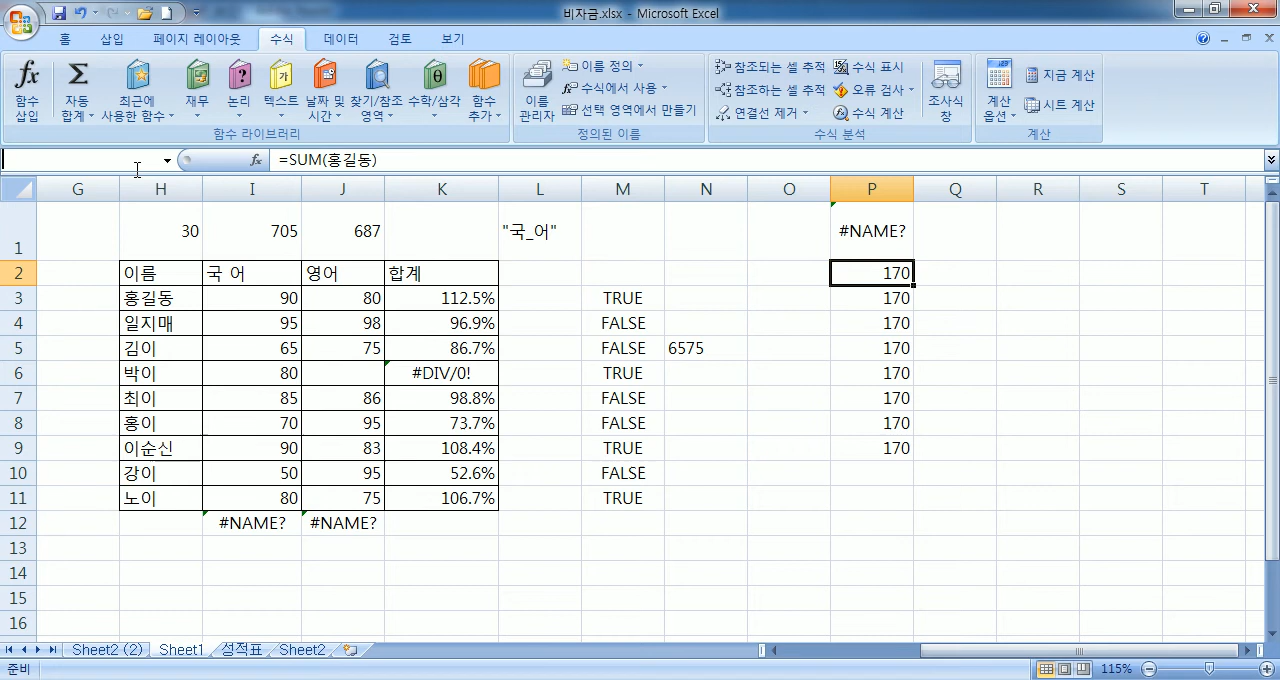 비자금.xlsx - Microsoft Excel
홈 삽입 페이지 레이아웃 수식 데이터 검토 보기
fx 함수 삽입
Σ 자동 합계
최근에 사용한 함수
재무
논리
텍스트
날짜 및 시간
찾기/참조 영역
수학/삼각
함수 추가
함수 라이브러리
이름 관리자
이름 정의
수식에서 사용
선택 영역에서 만들기
정의된 이름
참조되는 셀 추적
참조하는 셀 추적
연결선 제거
수식 표시
오류 검사
수식 계산
조사식 창
수식 분석
계산 옵션
지금 계산
시트 계산
계산
fx =SUM(홍길동)
G H I J K L M N O P Q R S T
1 30 705 687 "국_어" #NAME?
2 이름 국 어 영어 합계 170
3 홍길동 90 80 112.5% TRUE 170
4 일지매 95 98 96.9% FALSE 170
5 김이 65 75 86.7% FALSE 6575 170
6 박이 80 #DIV/0! TRUE 170
7 최이 85 86 98.8% FALSE 170
8 홍이 70 95 73.7% FALSE 170
9 이순신 90 83 108.4% TRUE 170
10 강이 50 95 52.6% FALSE
11 노이 80 75 106.7% TRUE
12 #NAME? #NAME?
13
14
15
16
Sheet2 (2) Sheet1 성적표 Sheet2
준비 115%